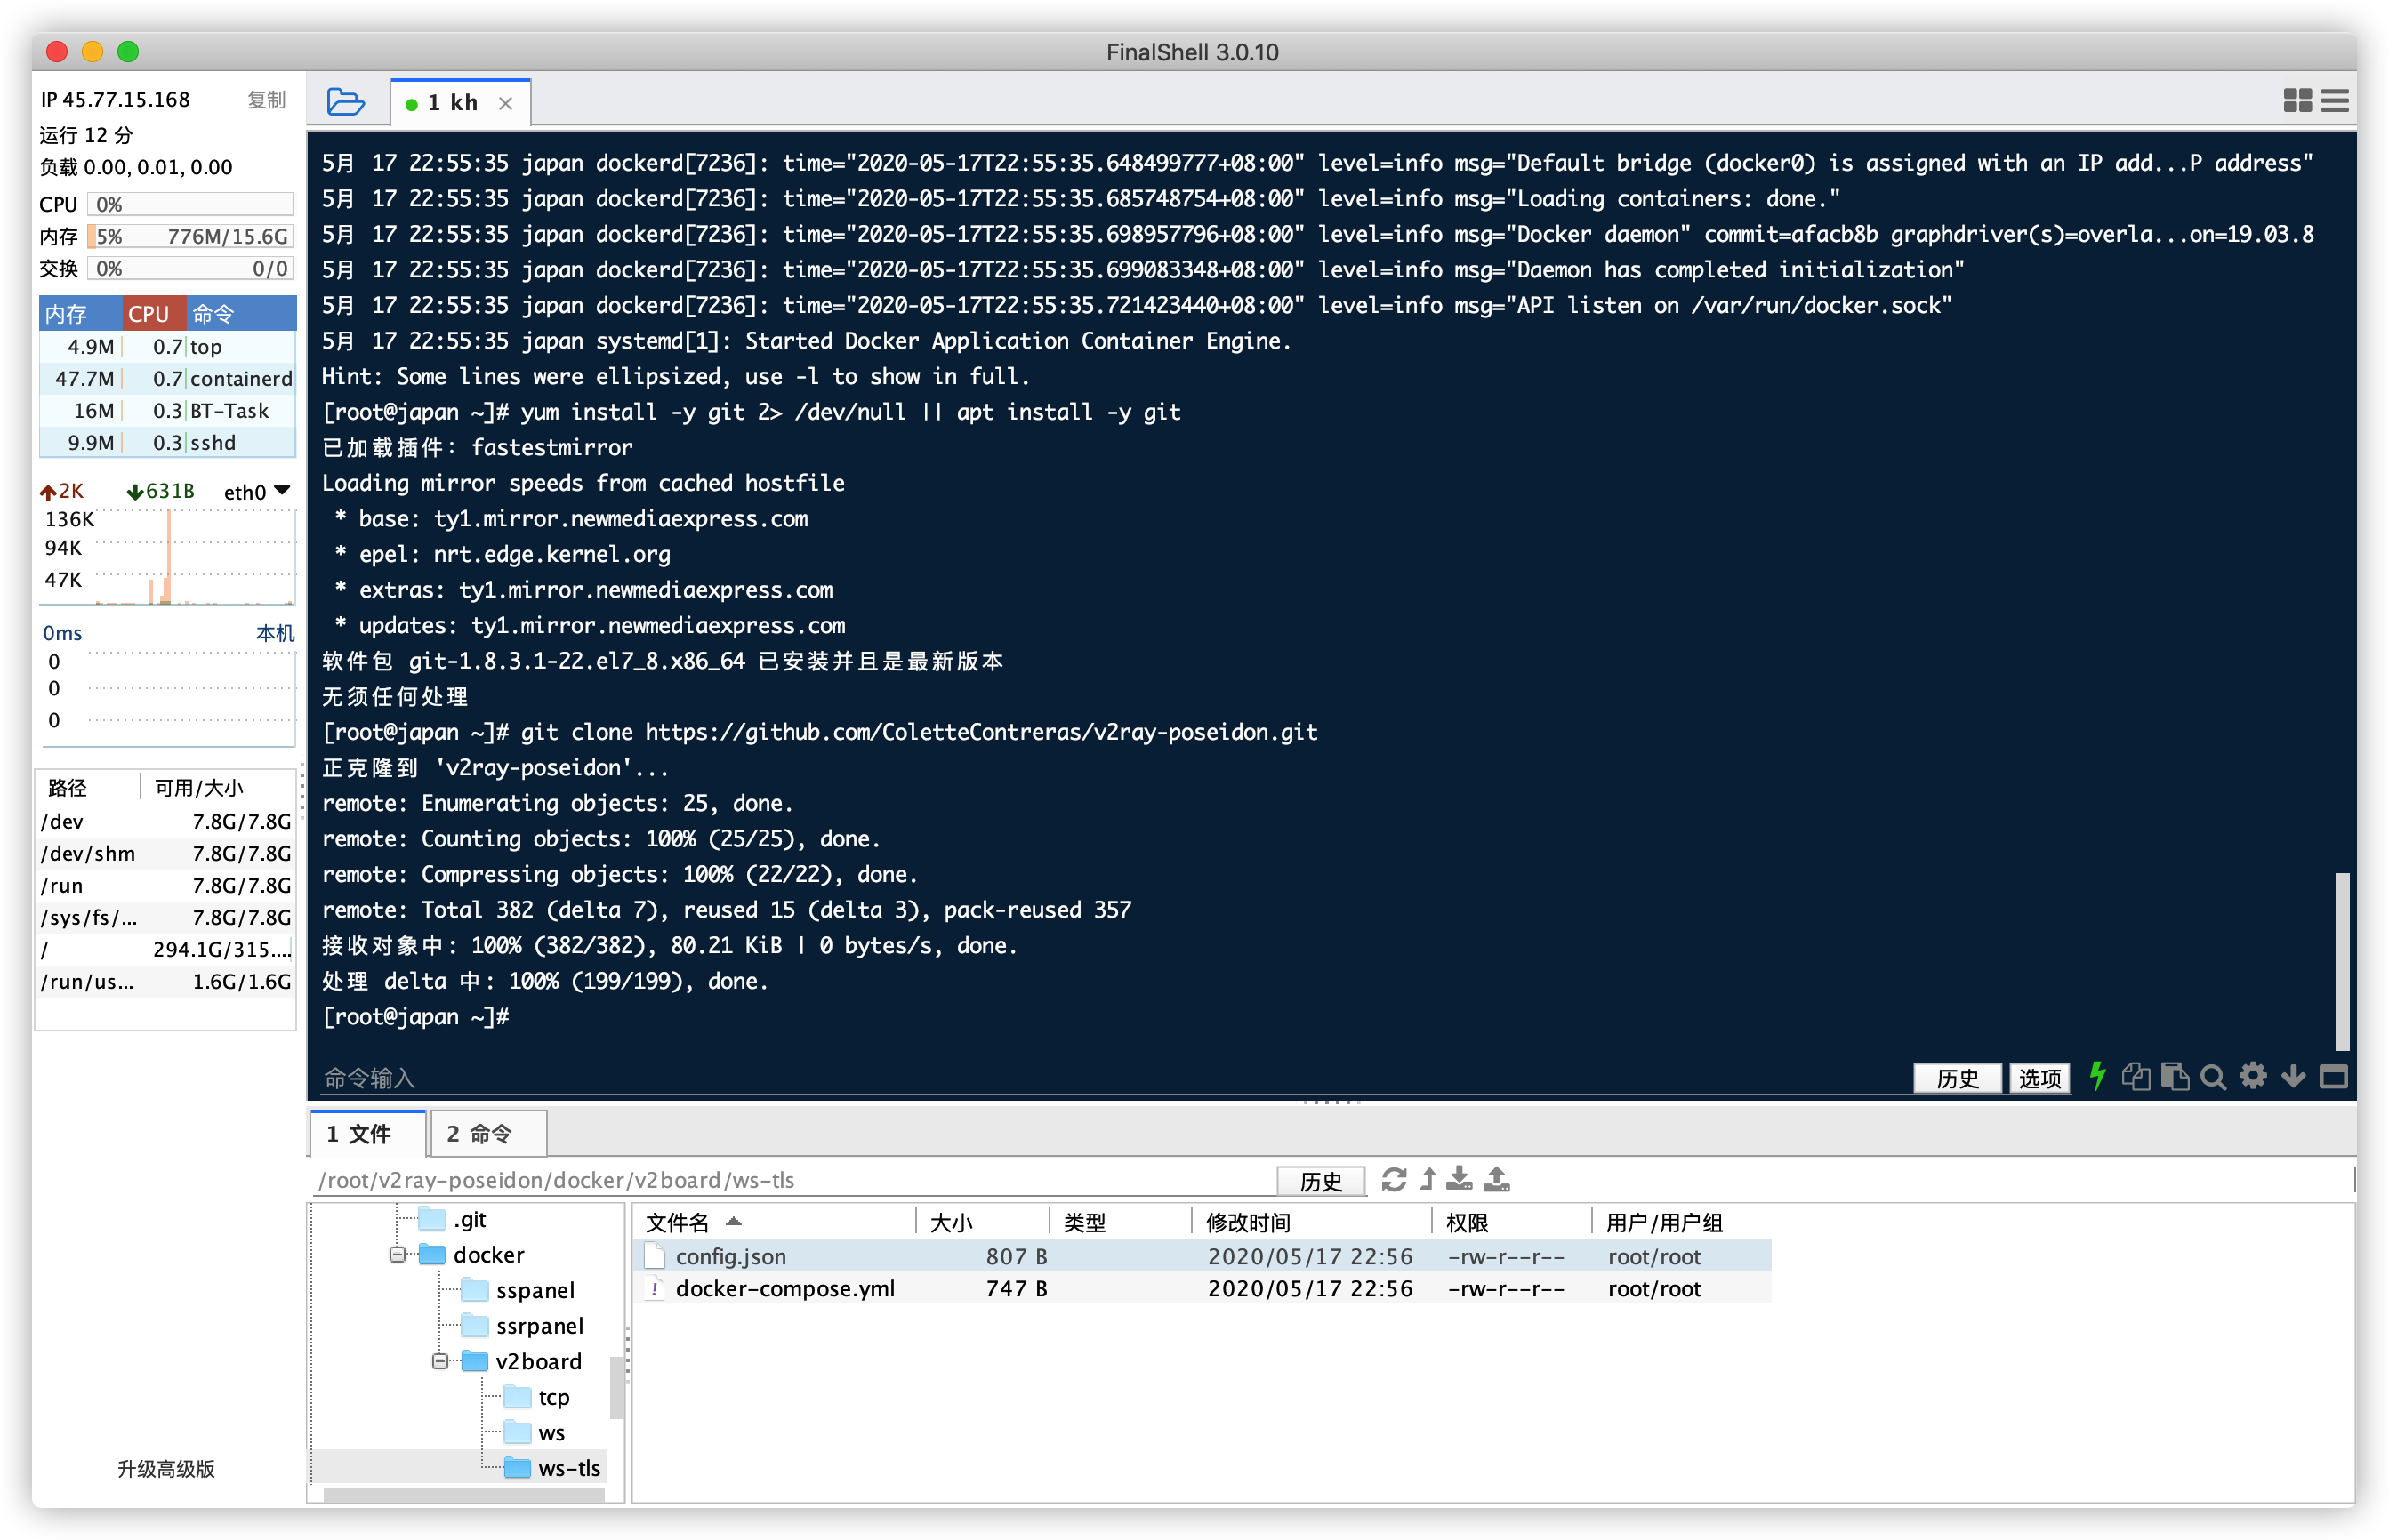 FinalShell 3.0.10
IP 45.77.15.168 复制
运行 12 分
负载 0.00, 0.01, 0.00
CPU 0%
内存 5% 776M/15.6G
交换 0% 0/0
内存 CPU 命令
4.9M 0.7 top
47.7M 0.7 containerd
16M 0.3 BT-Task
9.9M 0.3 sshd
2K 631B eth0
136K
94K
47K
0ms 本机
0
0
0
路径 可用/大小
/dev 7.8G/7.8G
/dev/shm 7.8G/7.8G
/run 7.8G/7.8G
/sys/fs/... 7.8G/7.8G
/ 294.1G/315....
/run/us... 1.6G/1.6G
升级高级版
1 kh
5月 17 22:55:35 japan dockerd[7236]: time="2020-05-17T22:55:35.648499777+08:00" level=info msg="Default bridge (docker0) is assigned with an IP add...P address"
5月 17 22:55:35 japan dockerd[7236]: time="2020-05-17T22:55:35.685748754+08:00" level=info msg="Loading containers: done."
5月 17 22:55:35 japan dockerd[7236]: time="2020-05-17T22:55:35.698957796+08:00" level=info msg="Docker daemon" commit=afacb8b graphdriver(s)=overla...on=19.03.8
5月 17 22:55:35 japan dockerd[7236]: time="2020-05-17T22:55:35.699083348+08:00" level=info msg="Daemon has completed initialization"
5月 17 22:55:35 japan dockerd[7236]: time="2020-05-17T22:55:35.721423440+08:00" level=info msg="API listen on /var/run/docker.sock"
5月 17 22:55:35 japan systemd[1]: Started Docker Application Container Engine.
Hint: Some lines were ellipsized, use -l to show in full.
[root@japan ~]# yum install -y git 2> /dev/null || apt install -y git
已加载插件：fastestmirror
Loading mirror speeds from cached hostfile
* base: ty1.mirror.newmediaexpress.com
* epel: nrt.edge.kernel.org
* extras: ty1.mirror.newmediaexpress.com
* updates: ty1.mirror.newmediaexpress.com
软件包 git-1.8.3.1-22.el7_8.x86_64 已安装并且是最新版本
无须任何处理
[root@japan ~]# git clone https://github.com/ColetteContreras/v2ray-poseidon.git
正克隆到 'v2ray-poseidon'...
remote: Enumerating objects: 25, done.
remote: Counting objects: 100% (25/25), done.
remote: Compressing objects: 100% (22/22), done.
remote: Total 382 (delta 7), reused 15 (delta 3), pack-reused 357
接收对象中: 100% (382/382), 80.21 KiB | 0 bytes/s, done.
处理 delta 中: 100% (199/199), done.
[root@japan ~]#
命令输入 历史 选项
1 文件 2 命令
/root/v2ray-poseidon/docker/v2board/ws-tls 历史
.git
docker
sspanel
ssrpanel
v2board
tcp
ws
ws-tls
文件名 大小 类型 修改时间 权限 用户/用户组
config.json 807 B 2020/05/17 22:56 -rw-r--r-- root/root
docker-compose.yml 747 B 2020/05/17 22:56 -rw-r--r-- root/root